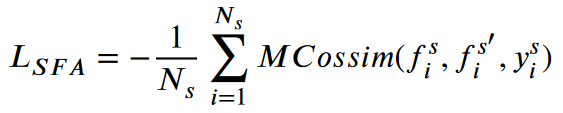 L_{SFA} = -\frac{1}{N_s} \sum_{i=1}^{N_s} MCossim(f_i^s, f_i^{s'}, y_i^s)